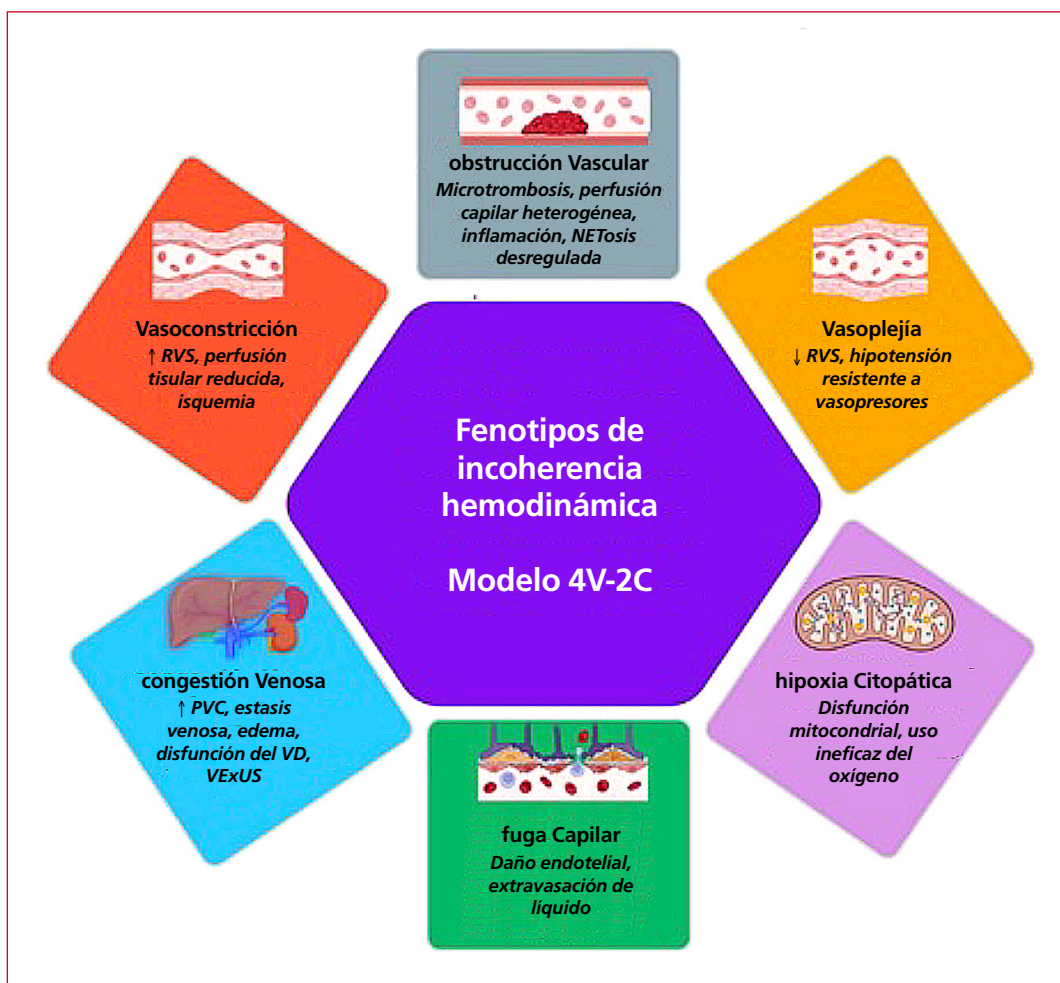 obstrucción Vascular
Microtrombosis, perfusión
capilar heterogénea,
inflamación, NETosis
desregulada
Vasoconstricción
↑ RVS, perfusión
tisular reducida,
isquemia
Vasoplejía
↓ RVS, hipotensión
resistente a
vasopresores
Fenotipos de
incoherencia
hemodinámica
Modelo 4V-2C
congestión Venosa
↑ PVC, estasis
venosa, edema,
disfunción del VD,
VExUS
hipoxia Citopática
Disfunción
mitocondrial, uso
ineficaz del
oxígeno
fuga Capilar
Daño endotelial,
extravasación de
líquido